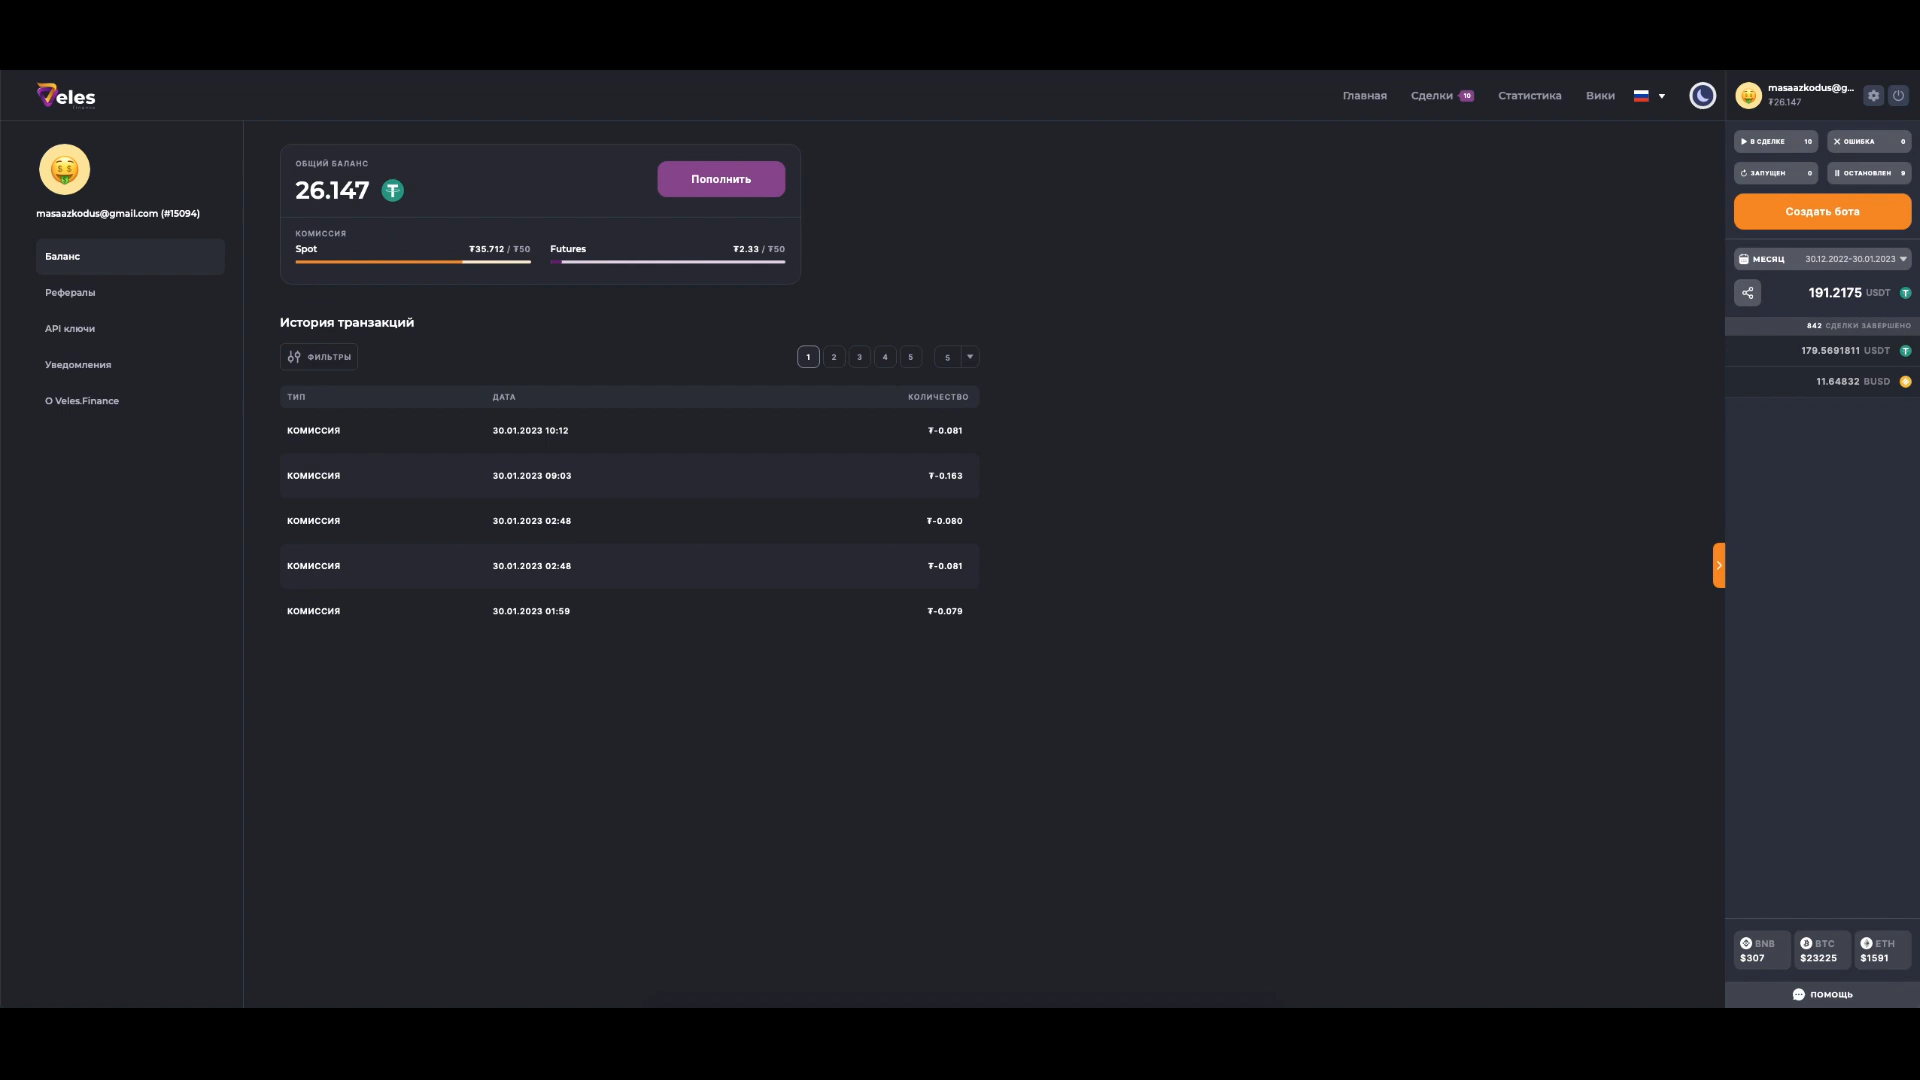 Veles
finance
Главная
Сделки 10
Статистика
Вики
masaazkodus@g...
₮26.147
masaazkodus@gmail.com (#15094)
Баланс
Рефералы
API ключи
Уведомления
О Veles.Finance
ОБЩИЙ БАЛАНС
26.147
Пополнить
КОМИССИЯ
Spot ₮35.712 / ₮50
Futures ₮2.33 / ₮50
История транзакций
ФИЛЬТРЫ
1 2 3 4 5 5
ТИП ДАТА КОЛИЧЕСТВО
КОМИССИЯ 30.01.2023 10:12 ₮-0.081
КОМИССИЯ 30.01.2023 09:03 ₮-0.163
КОМИССИЯ 30.01.2023 02:48 ₮-0.080
КОМИССИЯ 30.01.2023 02:48 ₮-0.081
КОМИССИЯ 30.01.2023 01:59 ₮-0.079
В СДЕЛКЕ 10
ОШИБКА 0
ЗАПУЩЕН 0
ОСТАНОВЛЕН 9
Создать бота
МЕСЯЦ 30.12.2022-30.01.2023
191.2175 USDT
842 СДЕЛКИ ЗАВЕРШЕНО
179.5691811 USDT
11.64832 BUSD
BNB
$307
BTC
$23225
ETH
$1591
ПОМОЩЬ